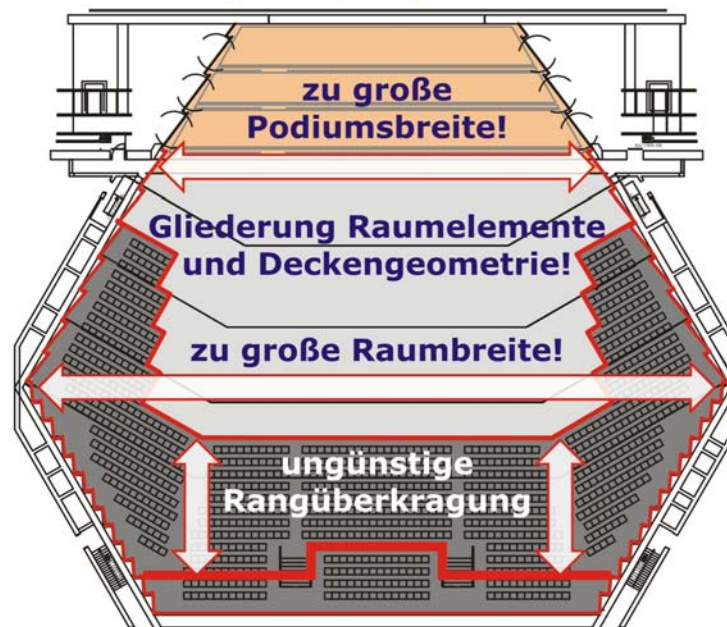 zu große
Podiumsbreite!
Gliederung Raumelemente
und Deckengeometrie!
zu große Raumbreite!
ungünstige
Rangüberkragung